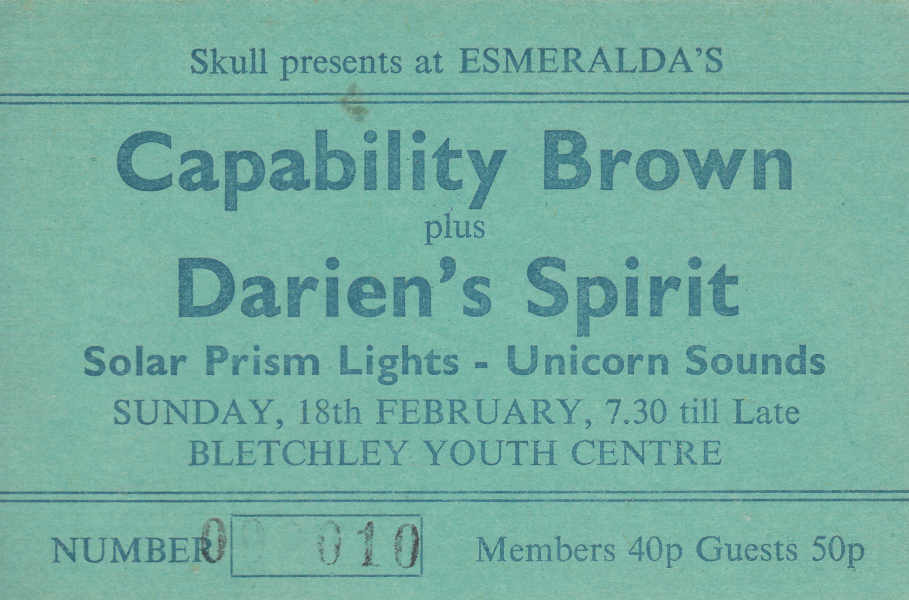 Skull presents at ESMERALDA'S
Capability Brown
plus
Darien's Spirit
Solar Prism Lights - Unicorn Sounds
SUNDAY, 18th FEBRUARY, 7.30 till Late
BLETCHLEY YOUTH CENTRE
NUMBER 000010 Members 40p Guests 50p